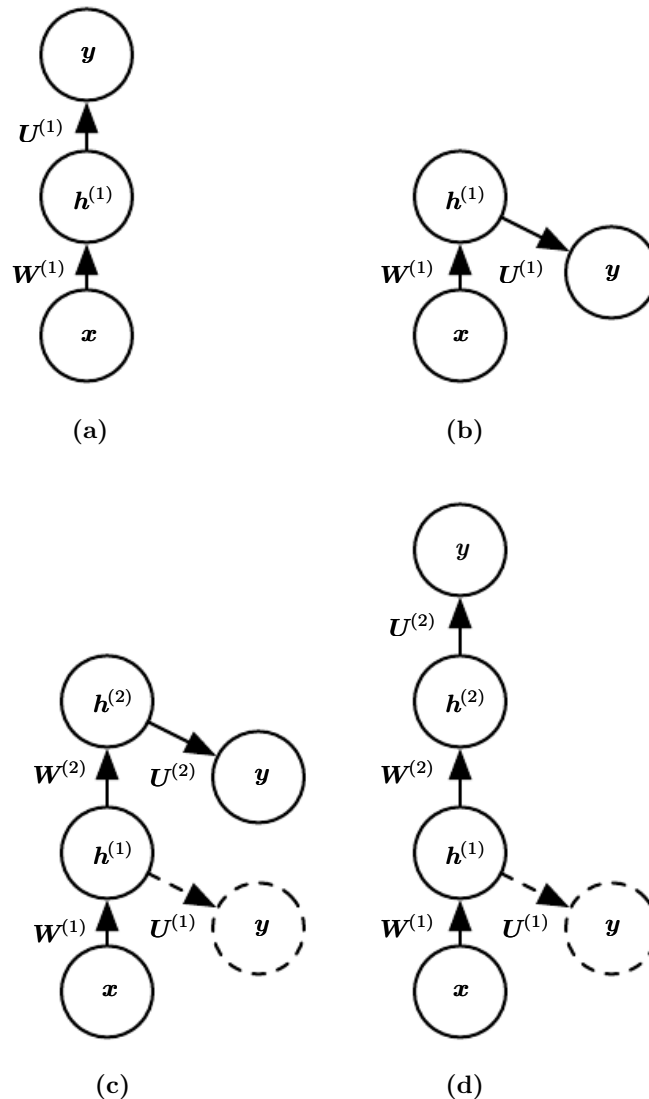 y
U^(1)
h^(1)
h^(1)
W^(1)
W^(1)
U^(1)
y
x
x
(a)
(b)
y
U^(2)
h^(2)
h^(2)
W^(2)
U^(2)
y
W^(2)
h^(1)
h^(1)
W^(1)
U^(1)
y
W^(1)
U^(1)
y
x
x
(c)
(d)